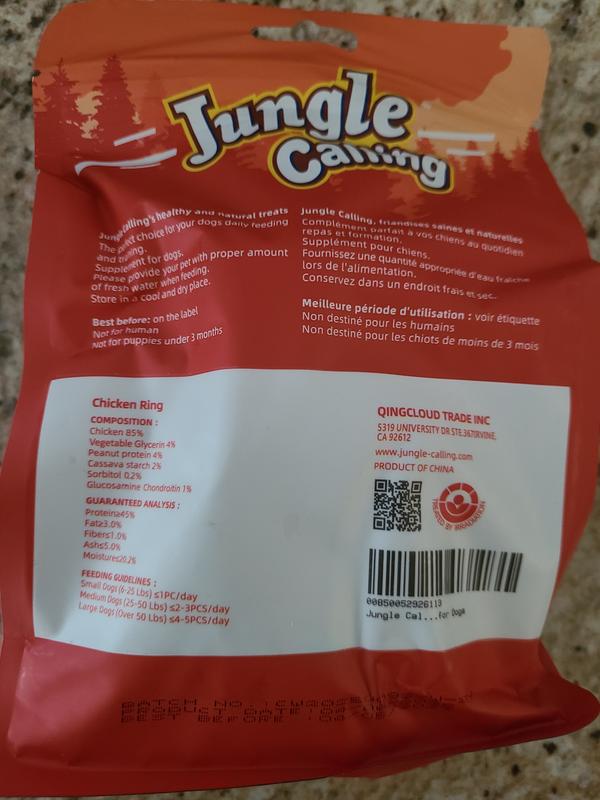 Jungle
Calling
Jungle Calling's healthy and natural treats
The perfect choice for your dogs daily feeding
and training.
Supplement for dogs.
Please provide your pet with proper amount
of fresh water when feeding.
Store in a cool and dry place.
Best before: on the label
Not for human
Not for puppies under 3 months
Jungle Calling, friandises saines et naturelles
Complément parfait à vos chiens au quotidien
repas et formation.
Supplément pour chiens.
Fournissez une quantité appropriée d'eau fraîche
lors de l'alimentation.
Conservez dans un endroit frais et sec.
Meilleure période d'utilisation : voir étiquette
Non destiné pour les humains
Non destiné pour les chiots de moins de 3 mois
Chicken Ring
COMPOSITION :
Chicken 85%
Vegetable Glycerin 4%
Peanut protein 4%
Cassava starch 2%
Sorbitol 0.2%
Glucosamine Chondroitin 1%
GUARANTEED ANALYSIS :
Protein≥45%
Fat≥3.0%
Fiber≤1.0%
Ash≤5.0%
Moisture≤20.2%
FEEDING GUIDELINES :
Small Dogs (6-25 Lbs) ≤1PC/day
Medium Dogs (25-50 Lbs) ≤2-3PCS/day
Large Dogs (Over 50 Lbs) ≤4-5PCS/day
QINGCLOUD TRADE INC
5319 UNIVERSITY DR STE.367IRVINE,
CA 92612
www.jungle-calling.com
PRODUCT OF CHINA
TREATED BY IRRADIATION
00850052926113
Jungle Cal...for Dogs
BATCH NO.:
DATE
BEST BEFORE